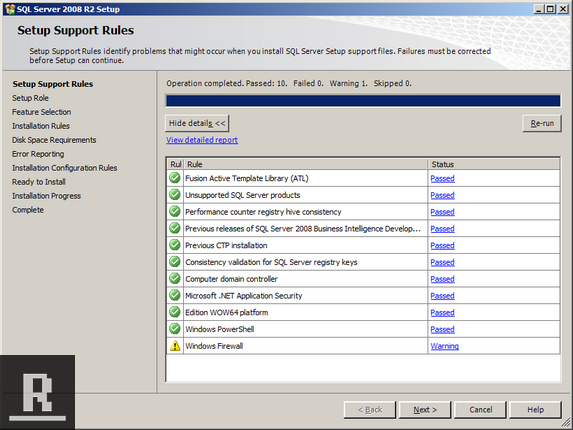 SQL Server 2008 R2 Setup
Setup Support Rules
Setup Support Rules identify problems that might occur when you install SQL Server Setup support files. Failures must be corrected
before Setup can continue.
Setup Support Rules
Setup Role
Feature Selection
Installation Rules
Disk Space Requirements
Error Reporting
Installation Configuration Rules
Ready to Install
Installation Progress
Complete
Operation completed. Passed: 10. Failed 0. Warning 1. Skipped 0.
Hide details <<
Re-run
View detailed report
Rul Rule Status
Fusion Active Template Library (ATL) Passed
Unsupported SQL Server products Passed
Performance counter registry hive consistency Passed
Previous releases of SQL Server 2008 Business Intelligence Develop... Passed
Previous CTP installation Passed
Consistency validation for SQL Server registry keys Passed
Computer domain controller Passed
Microsoft .NET Application Security Passed
Edition WOW64 platform Passed
Windows PowerShell Passed
Windows Firewall Warning
R
< Back Next > Cancel Help